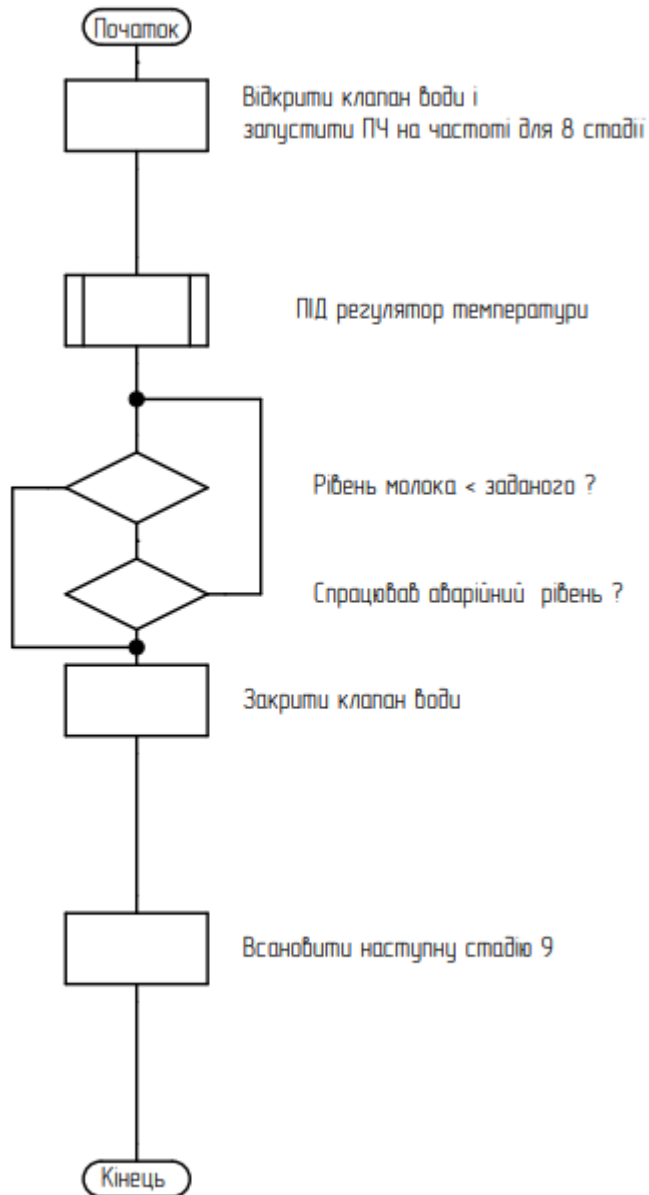 Початок
Відкрити клапан води і
запустити ПЧ на частоті для 8 стадії
ПІД регулятор температури
Рівень молока < заданого ?
Спрацював аварійний рівень ?
Закрити клапан води
Всановити наступну стадію 9
Кінець